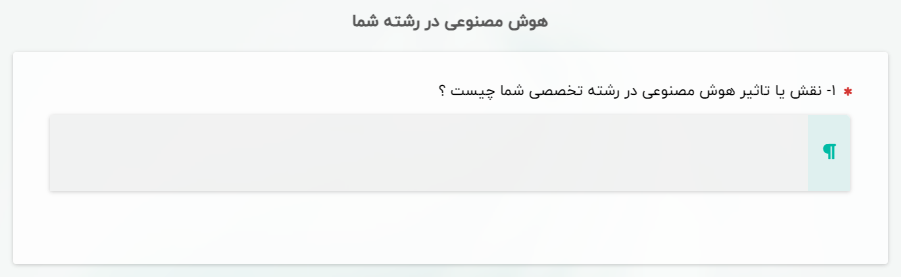 هوش مصنوعی در رشته شما
* ۱- نقش یا تاثیر هوش مصنوعی در رشته تخصصی شما چیست ؟
¶